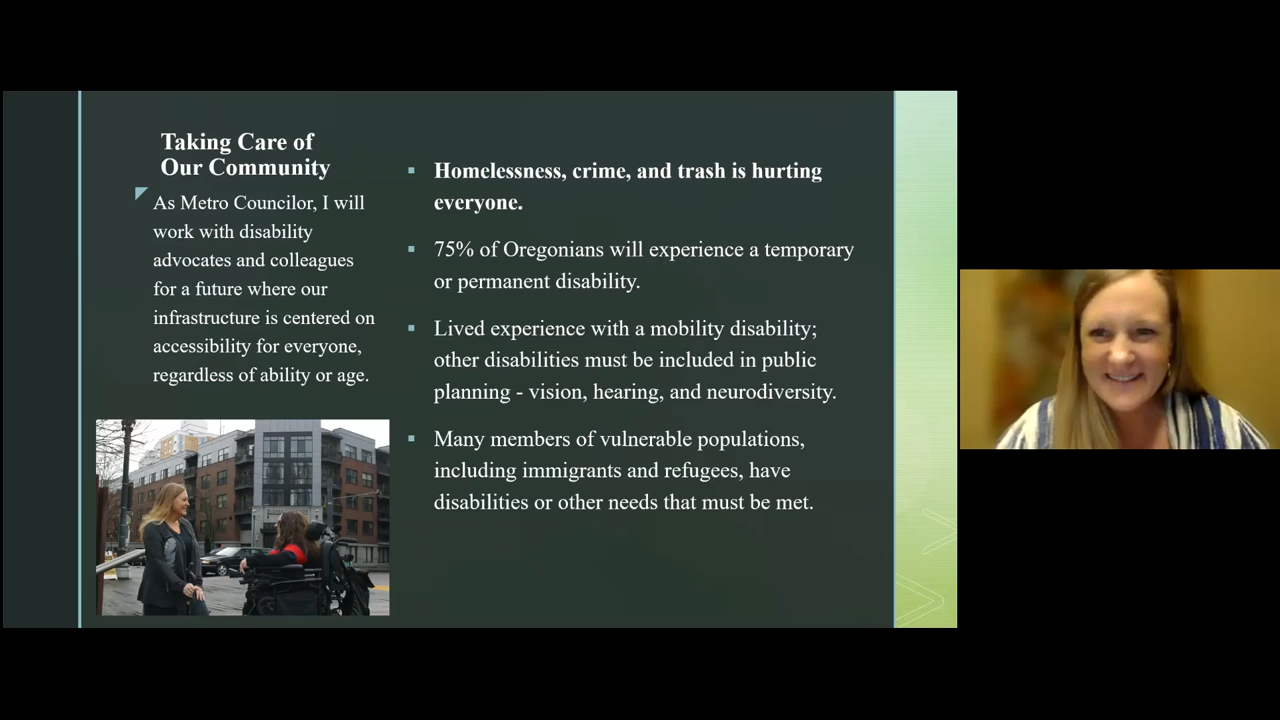 Taking Care of
Our Community
As Metro Councilor, I will
work with disability
advocates and colleagues
for a future where our
infrastructure is centered on
accessibility for everyone,
regardless of ability or age.
Homelessness, crime, and trash is hurting
everyone.
75% of Oregonians will experience a temporary
or permanent disability.
Lived experience with a mobility disability;
other disabilities must be included in public
planning - vision, hearing, and neurodiversity.
Many members of vulnerable populations,
including immigrants and refugees, have
disabilities or other needs that must be met.